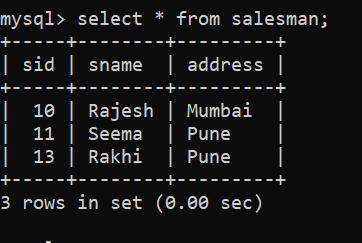 mysql> select * from salesman;
+-----+--------+---------+
| sid | sname  | address |
+-----+--------+---------+
|  10 | Rajesh | Mumbai  |
|  11 | Seema  | Pune    |
|  13 | Rakhi  | Pune    |
+-----+--------+---------+
3 rows in set (0.00 sec)